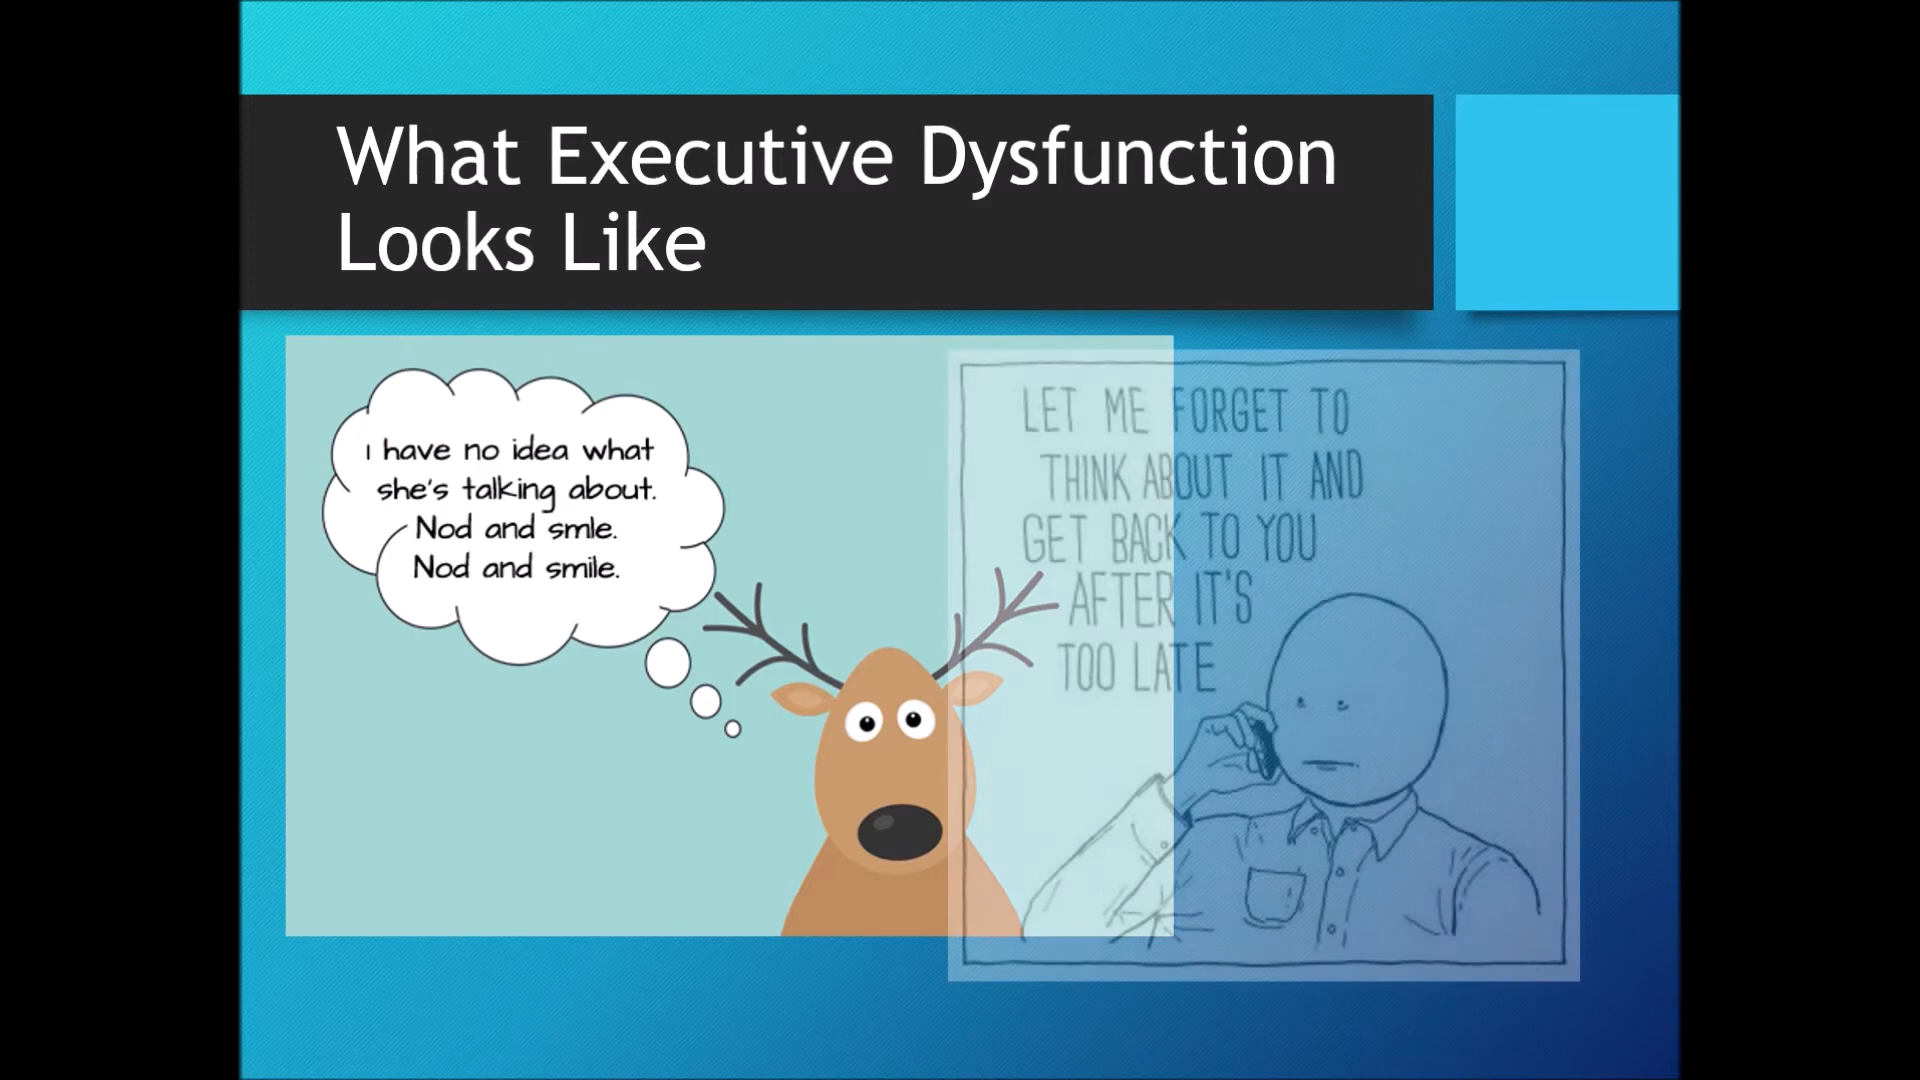 What Executive Dysfunction
Looks Like
I have no idea what
she's talking about.
Nod and smle.
Nod and smile.
LET ME FORGET TO
THINK ABOUT IT AND
GET BACK TO YOU
AFTER IT'S
TOO LATE